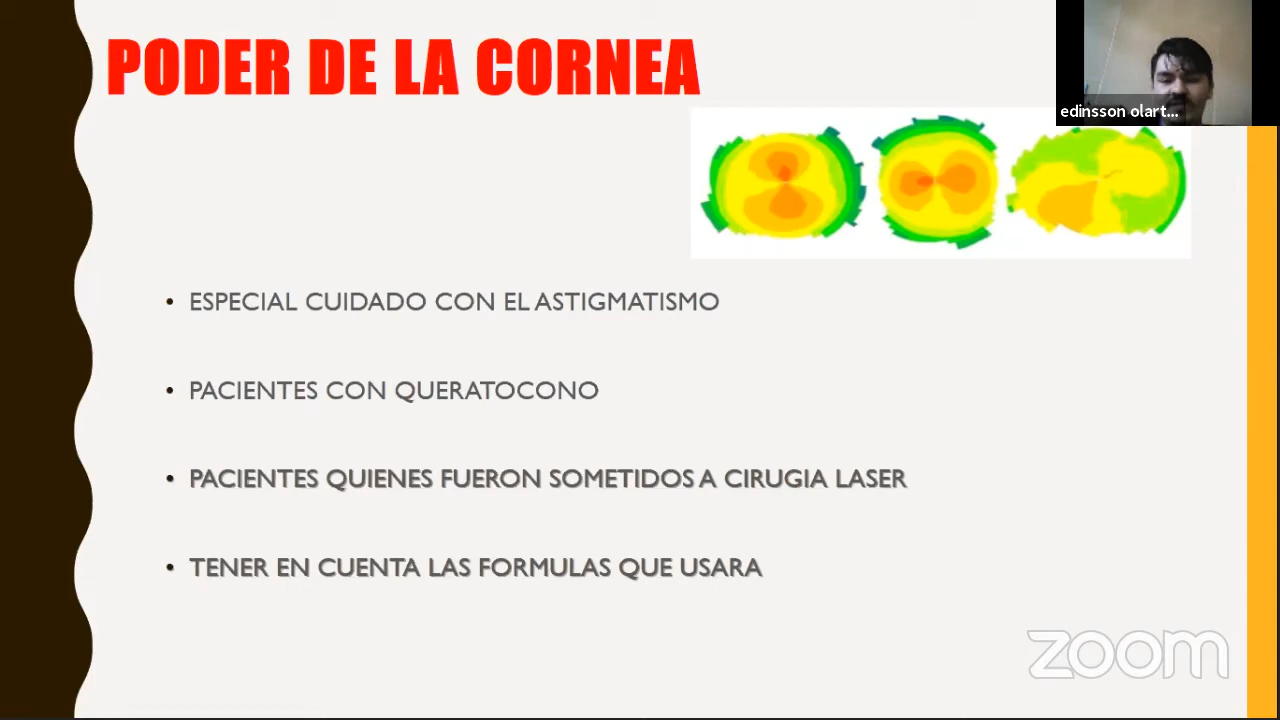 PODER DE LA CORNEA
edinsson olart...
• ESPECIAL CUIDADO CON EL ASTIGMATISMO
• PACIENTES CON QUERATOCONO
• PACIENTES QUIENES FUERON SOMETIDOS A CIRUGIA LASER
• TENER EN CUENTA LAS FORMULAS QUE USARA
zoom